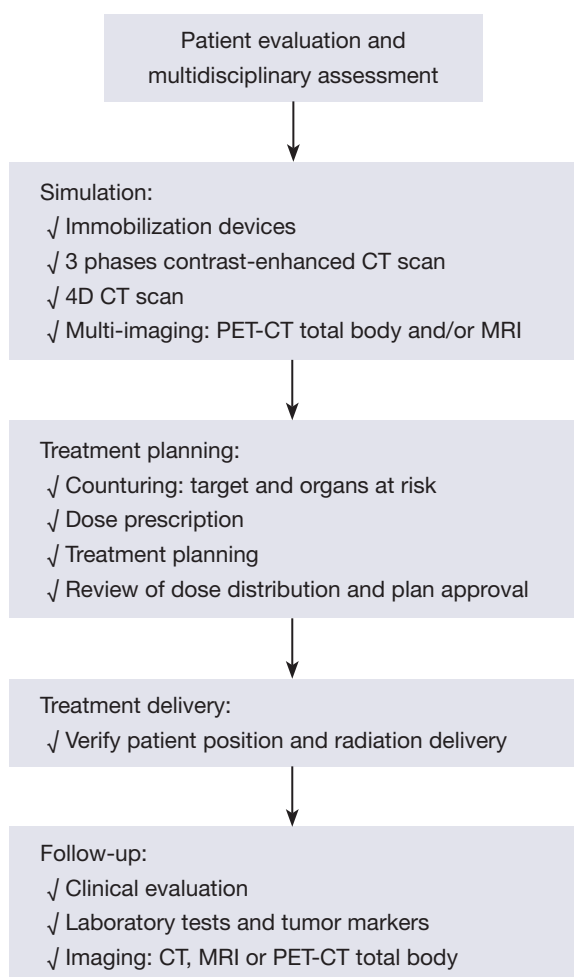 Patient evaluation and
multidisciplinary assessment
Simulation:
√ Immobilization devices
√ 3 phases contrast-enhanced CT scan
√ 4D CT scan
√ Multi-imaging: PET-CT total body and/or MRI
Treatment planning:
√ Counturing: target and organs at risk
√ Dose prescription
√ Treatment planning
√ Review of dose distribution and plan approval
Treatment delivery:
√ Verify patient position and radiation delivery
Follow-up:
√ Clinical evaluation
√ Laboratory tests and tumor markers
√ Imaging: CT, MRI or PET-CT total body